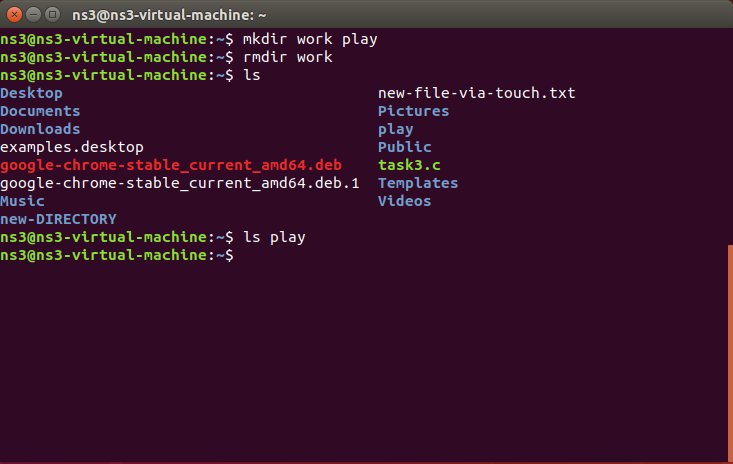 ns3@ns3-virtual-machine: ~
ns3@ns3-virtual-machine:~$ mkdir work play
ns3@ns3-virtual-machine:~$ rmdir work
ns3@ns3-virtual-machine:~$ ls
Desktop new-file-via-touch.txt
Documents Pictures
Downloads play
examples.desktop Public
google-chrome-stable_current_amd64.deb task3.c
google-chrome-stable_current_amd64.deb.1 Templates
Music Videos
new-DIRECTORY
ns3@ns3-virtual-machine:~$ ls play
ns3@ns3-virtual-machine:~$